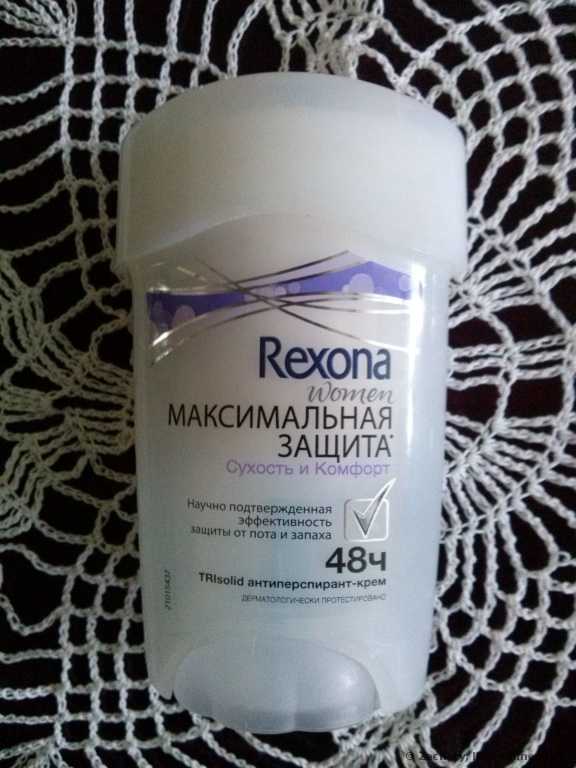 Rexona
women
МАКСИМАЛЬНАЯ
ЗАЩИТА*
Сухость и Комфорт
Научно подтвержденная
эффективность
защиты от пота и запаха
48ч
TRIsolid антиперспирант-крем
ДЕРМАТОЛОГИЧЕСКИ ПРОТЕСТИРОВАНО
21015437